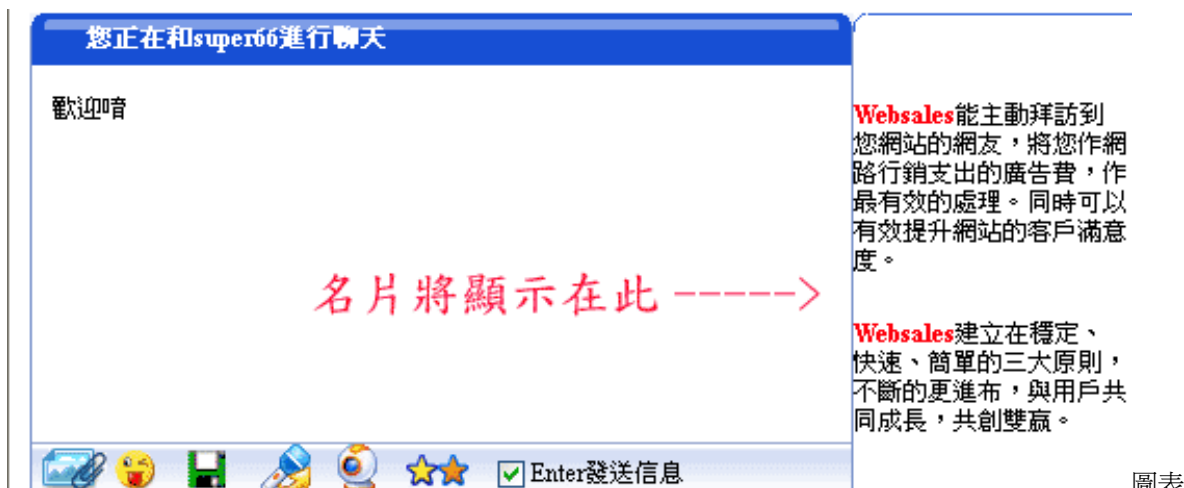 您正在和super66進行聊天
歡迎唷
名片將顯示在此 ----->
Websales能主動拜訪到
您網站的網友，將您作網
路行銷支出的廣告費，作
最有效的處理。同時可以
有效提升網站的客戶滿意
度。
Websales建立在穩定、
快速、簡單的三大原則，
不斷的更進布，與用戶共
同成長，共創雙贏。
Enter發送信息
圖表